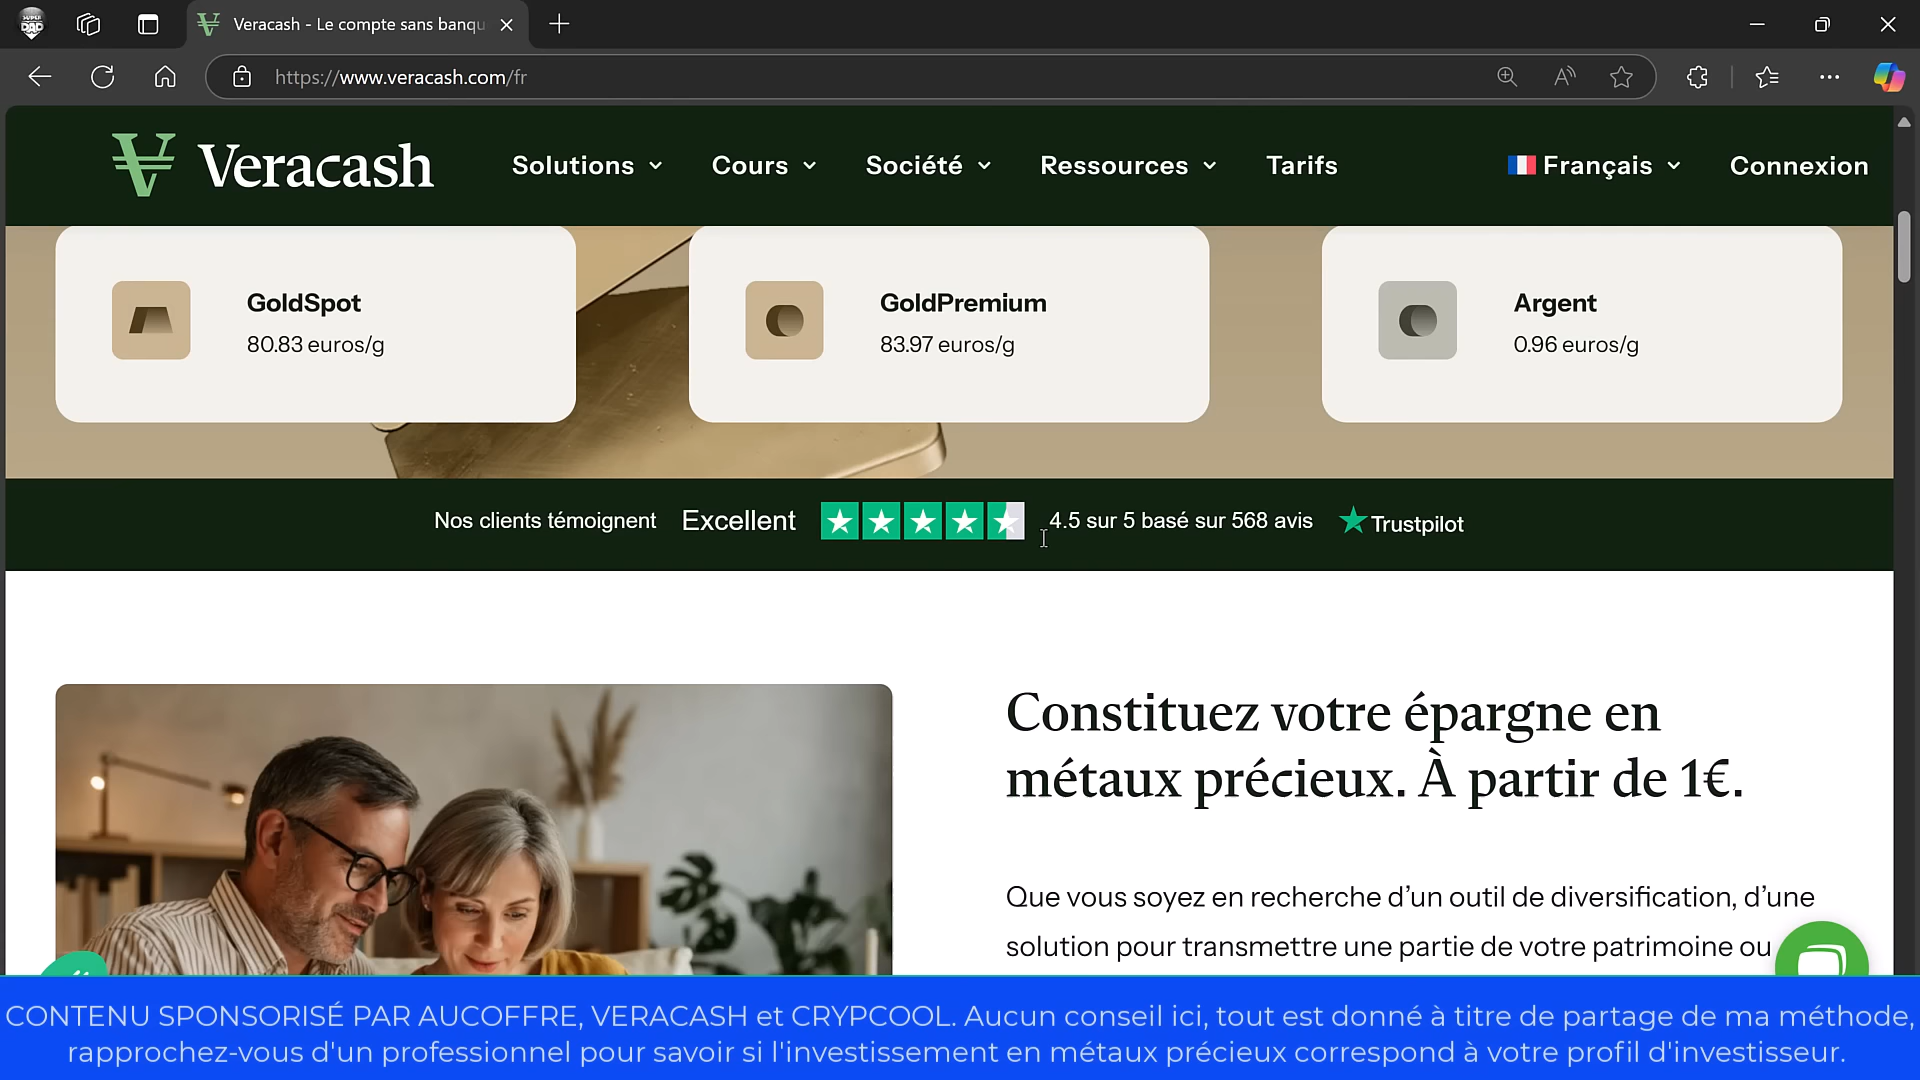 SUPER
DAD
Veracash - Le compte sans banqu
https://www.veracash.com/fr
Veracash
Solutions
Cours
Société
Ressources
Tarifs
Français
Connexion
GoldSpot
80.83 euros/g
GoldPremium
83.97 euros/g
Argent
0.96 euros/g
Nos clients témoignent
Excellent
4.5 sur 5 basé sur 568 avis
Trustpilot
Constituez votre épargne en
métaux précieux. À partir de 1€.
Que vous soyez en recherche d’un outil de diversification, d’une
solution pour transmettre une partie de votre patrimoine ou
CONTENU SPONSORISÉ PAR AUCOFFRE, VERACASH et CRYPCOOL. Aucun conseil ici, tout est donné à titre de partage de ma méthode,
rapprochez-vous d'un professionnel pour savoir si l'investissement en métaux précieux correspond à votre profil d'investisseur.